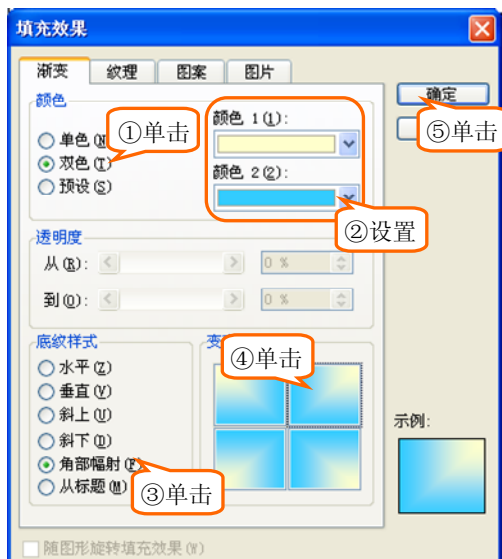 填充效果
渐变 纹理 图案 图片
确定
颜色
①单击
颜色 1(1):
⑤单击
单色(N
双色(T)
预设(S)
颜色 2(2):
②设置
透明度
从(R): 0 %
到(O): 0 %
底纹样式
变
④单击
水平(Z)
垂直(V)
斜上(U)
斜下(D)
角部幅射(F)
从标题(M)
③单击
示例:
随图形旋转填充效果(W)